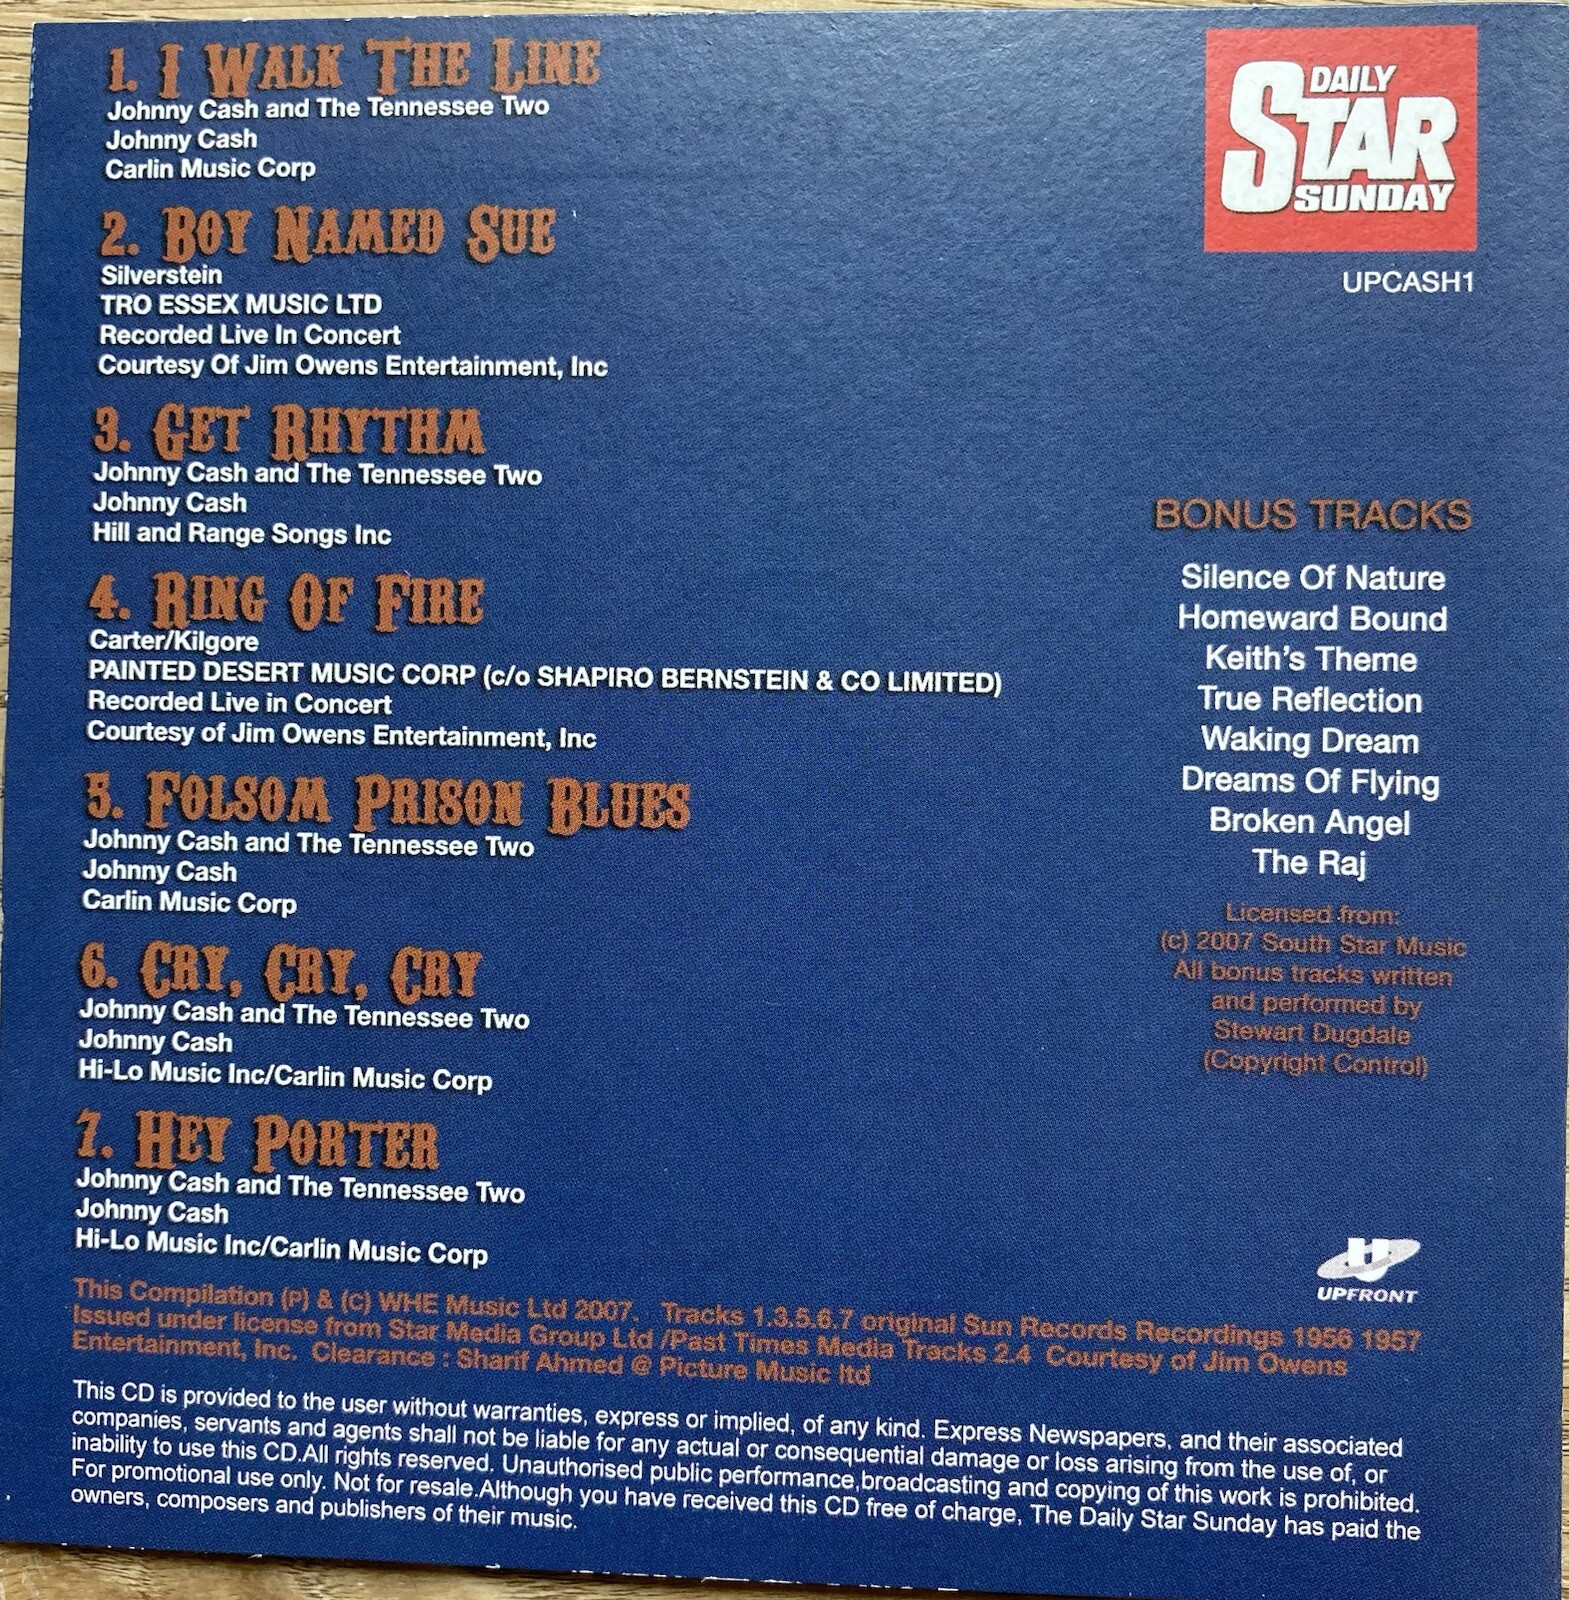 1. I WALK THE LINE
Johnny Cash and The Tennessee Two
Johnny Cash
Carlin Music Corp
2. BOY NAMED SUE
Silverstein
TRO ESSEX MUSIC LTD
Recorded Live In Concert
Courtesy Of Jim Owens Entertainment, Inc
3. GET RHYTHM
Johnny Cash and The Tennessee Two
Johnny Cash
Hill and Range Songs Inc
4. RING OF FIRE
Carter/Kilgore
PAINTED DESERT MUSIC CORP (c/o SHAPIRO BERNSTEIN & CO LIMITED)
Recorded Live in Concert
Courtesy of Jim Owens Entertainment, Inc
5. FOLSOM PRISON BLUES
Johnny Cash and The Tennessee Two
Johnny Cash
Carlin Music Corp
6. CRY, CRY, CRY
Johnny Cash and The Tennessee Two
Johnny Cash
Hi-Lo Music Inc/Carlin Music Corp
7. HEY PORTER
Johnny Cash and The Tennessee Two
Johnny Cash
Hi-Lo Music Inc/Carlin Music Corp
DAILY
STAR
SUNDAY
UPCASH1
BONUS TRACKS
Silence Of Nature
Homeward Bound
Keith's Theme
True Reflection
Waking Dream
Dreams Of Flying
Broken Angel
The Raj
Licensed from:
(c) 2007 South Star Music
All bonus tracks written
and performed by
Stewart Dugdale
(Copyright Control)
U
UPFRONT
This Compilation (P) & (c) WHE Music Ltd 2007. Tracks 1.3.5.6.7 original Sun Records Recordings 1956 1957
Issued under license from Star Media Group Ltd /Past Times Media Tracks 2.4 Courtesy of Jim Owens
Entertainment, Inc. Clearance : Sharif Ahmed @ Picture Music ltd
This CD is provided to the user without warranties, express or implied, of any kind. Express Newspapers, and their associated
companies, servants and agents shall not be liable for any actual or consequential damage or loss arising from the use of, or
inability to use this CD.All rights reserved. Unauthorised public performance,broadcasting and copying of this work is prohibited.
For promotional use only. Not for resale.Although you have received this CD free of charge, The Daily Star Sunday has paid the
owners, composers and publishers of their music.